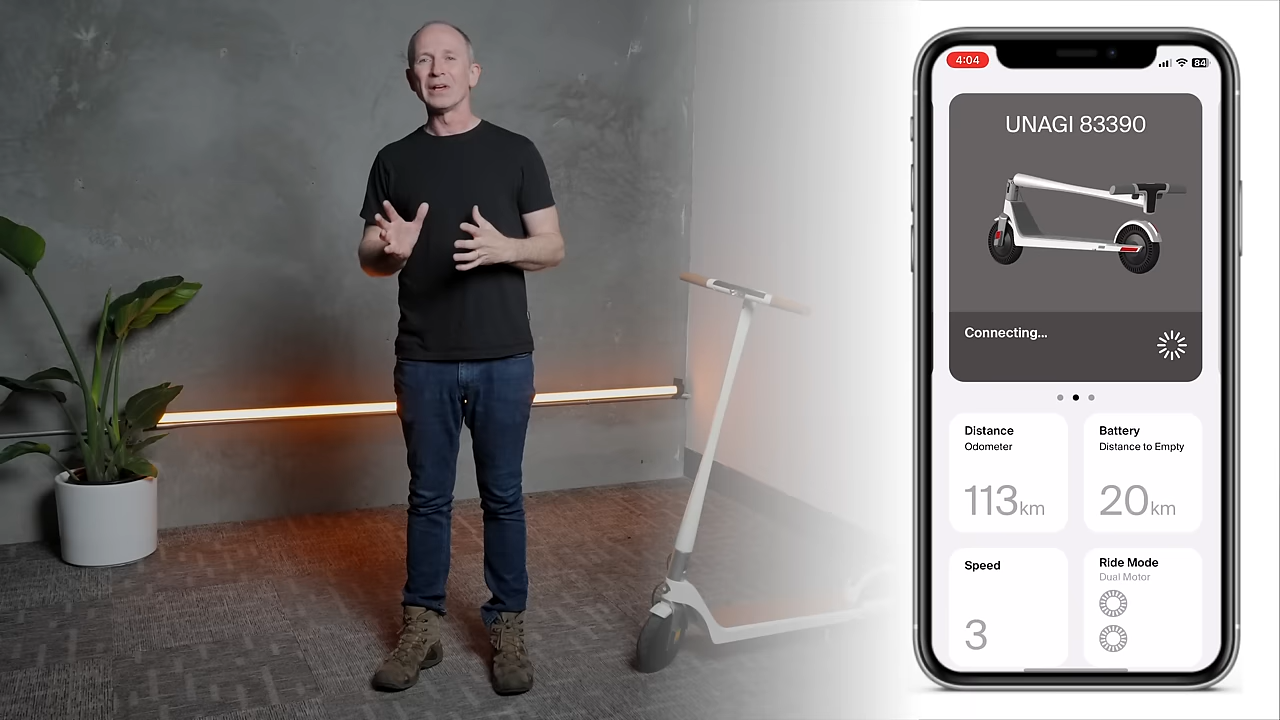 4:04
84
UNAGI 83390
Connecting...
Distance
Odometer
113km
Battery
Distance to Empty
20km
Speed
3
Ride Mode
Dual Motor